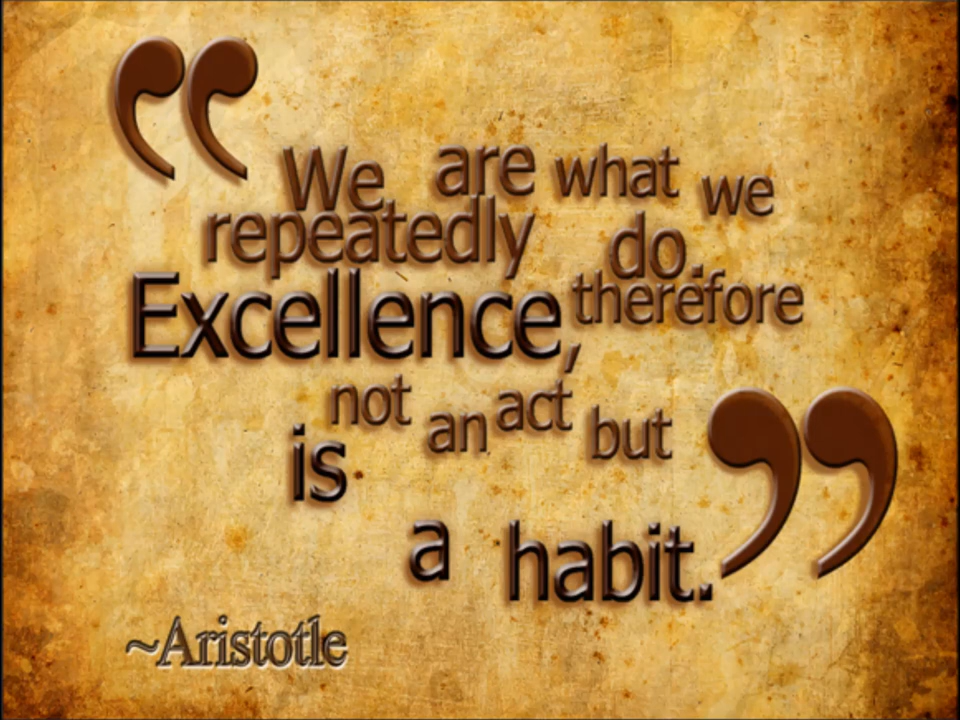 “We are what we
repeatedly do.
Excellence, therefore
is not an act but
a habit.”
~Aristotle